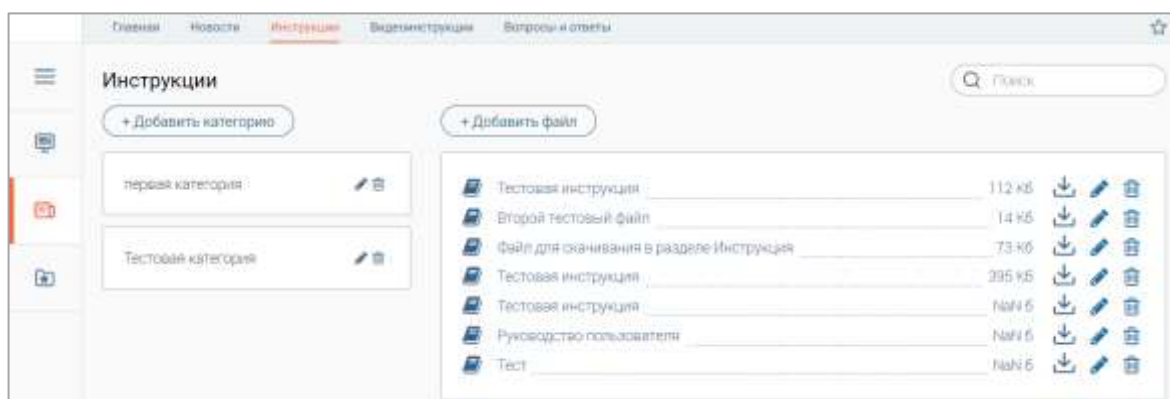 Главная Новости Инструкции Видеоинструкции Вопросы и ответы
Инструкции
Поиск
+ Добавить категорию
+ Добавить файл
первая категория
Тестовая категория
Тестовая инструкция 112 Кб
Второй тестовый файл 14 Кб
Файл для скачивания в разделе Инструкция 73 Кб
Тестовая инструкция 395 Кб
Тестовая инструкция NaN б
Руководство пользователя NaN б
Тест NaN б